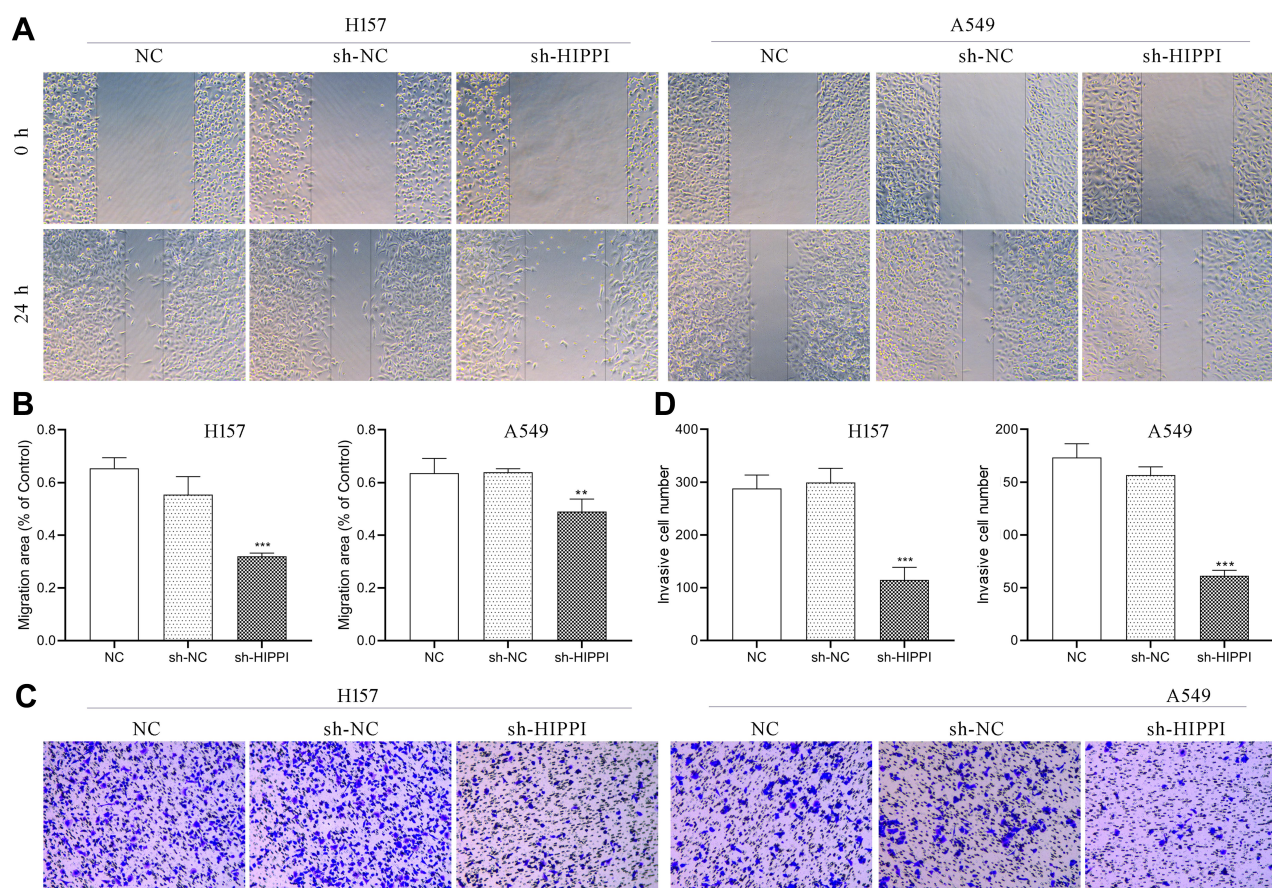 A
H157
A549
NC
sh-NC
sh-HIPPI
NC
sh-NC
sh-HIPPI
0 h
24 h
B
H157
Migration area (% of Control)
0.8
0.6
0.4
0.2
0.0
***
NC
sh-NC
sh-HIPPI
A549
Migration area (% of Control)
0.8
0.6
0.4
0.2
0.0
**
NC
sh-NC
sh-HIPPI
D
H157
Invasive cell number
400
300
200
100
0
***
NC
sh-NC
sh-HIPPI
A549
Invasive cell number
200
50
00
50
0
***
NC
sh-NC
sh-HIPPI
C
H157
A549
NC
sh-NC
sh-HIPPI
NC
sh-NC
sh-HIPPI